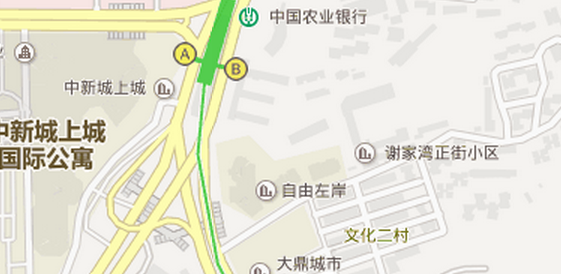 中国农业银行
A
B
中新城上城
中新城上城
国际公寓
谢家湾正街小区
自由左岸
文化二村
大鼎城市